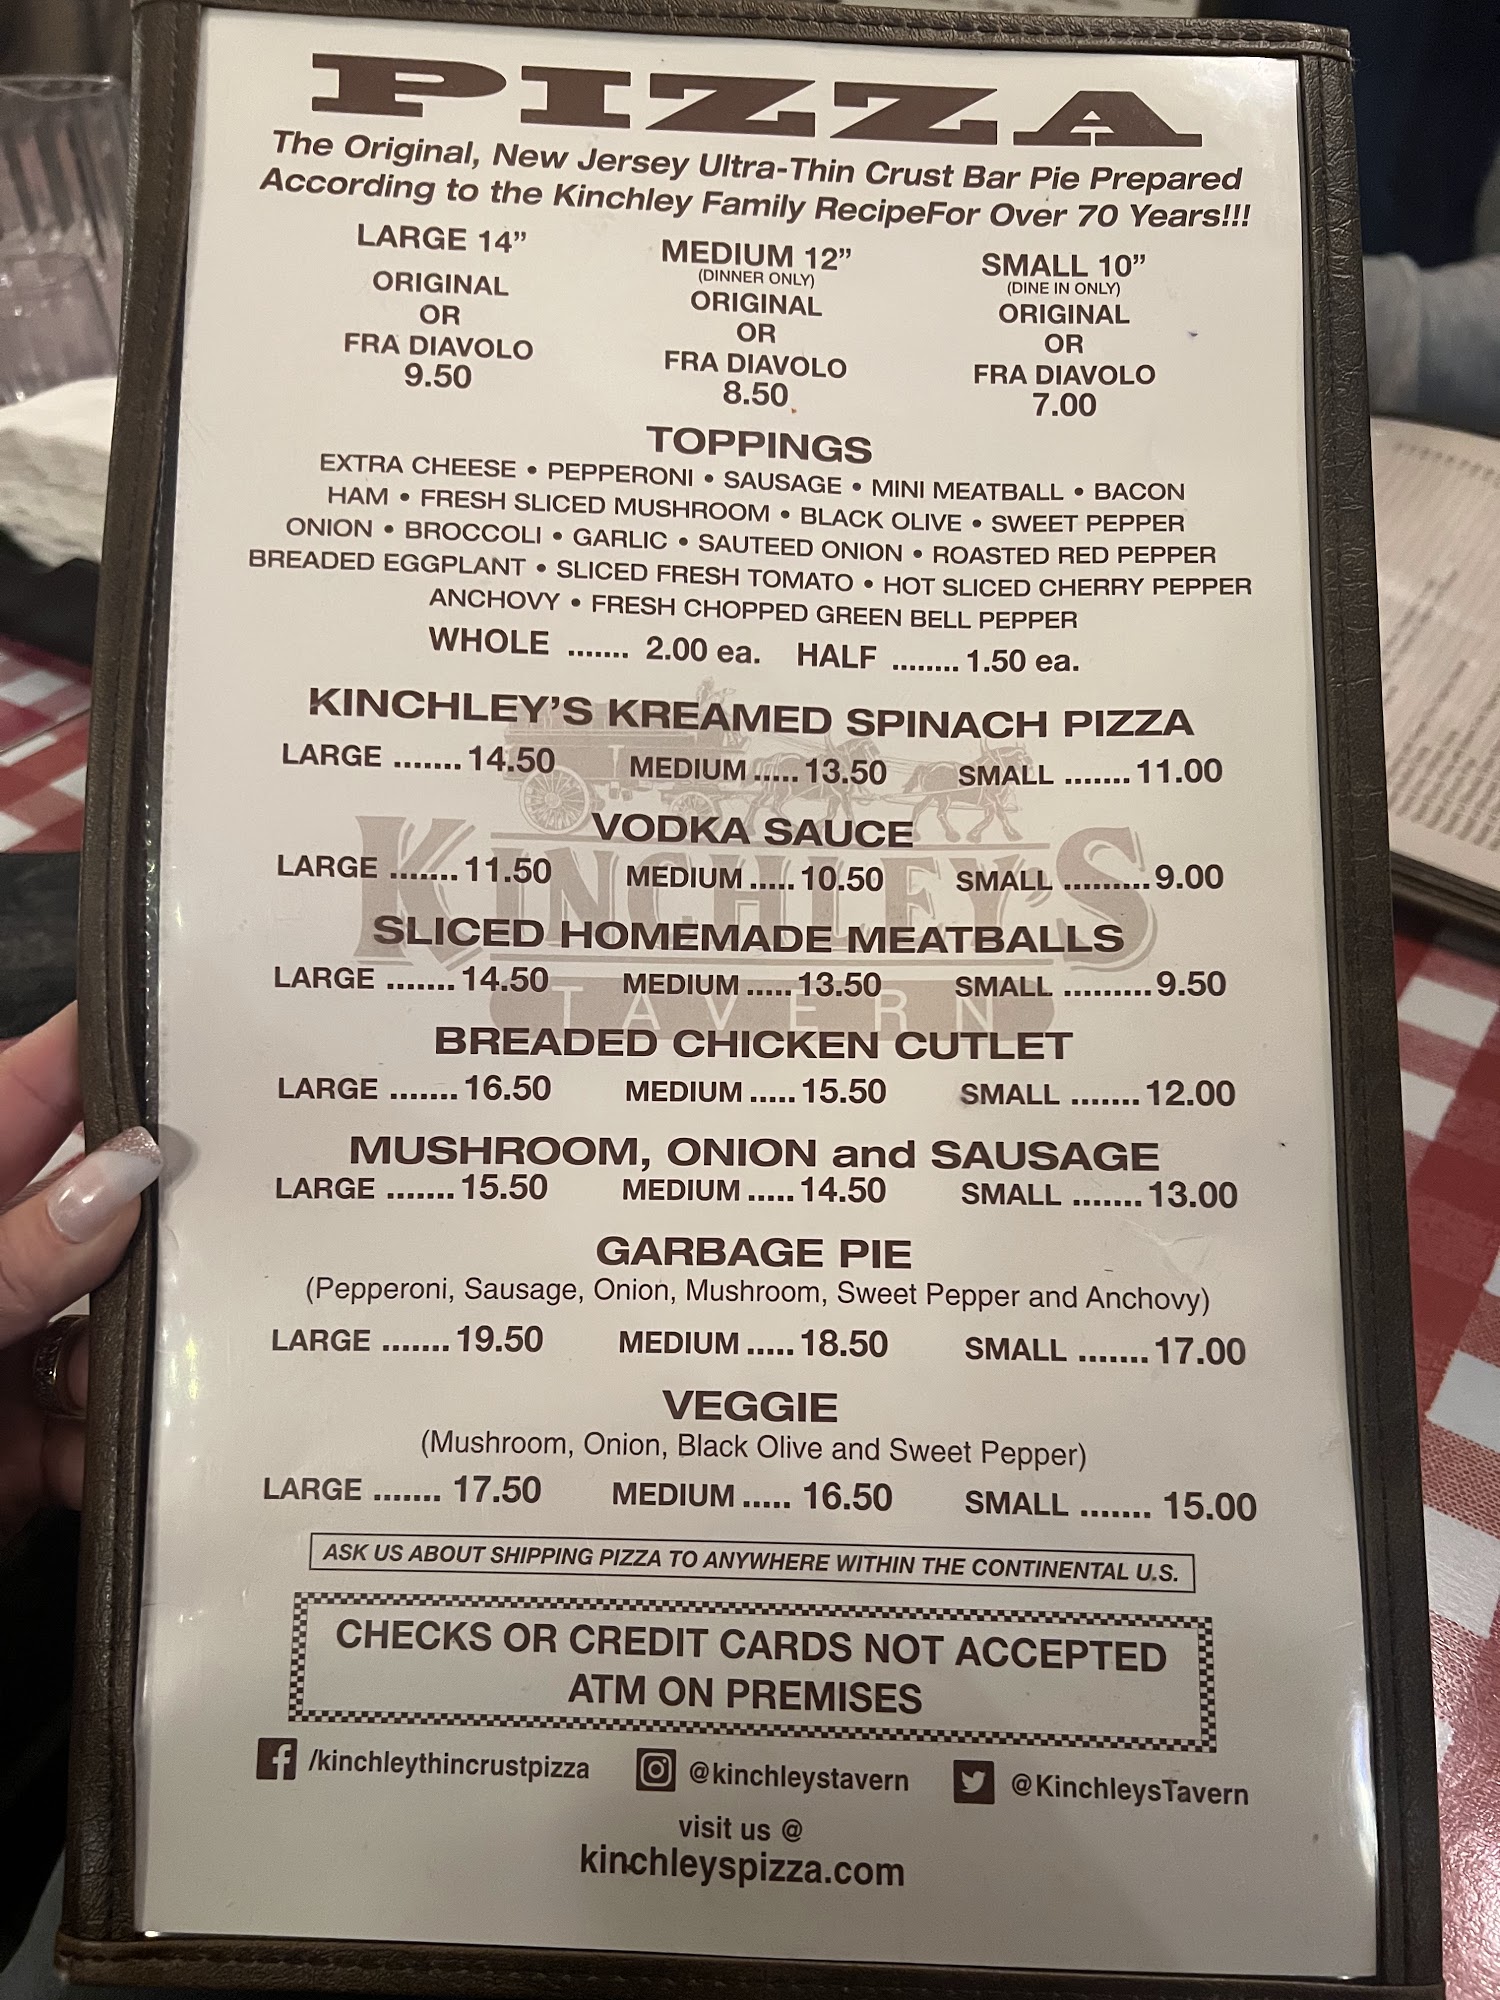 PIZZA
The Original, New Jersey Ultra-Thin Crust Bar Pie Prepared
According to the Kinchley Family RecipeFor Over 70 Years!!!
LARGE 14”
ORIGINAL
OR
FRA DIAVOLO
9.50
MEDIUM 12”
(DINNER ONLY)
ORIGINAL
OR
FRA DIAVOLO
8.50
SMALL 10”
(DINE IN ONLY)
ORIGINAL
OR
FRA DIAVOLO
7.00
TOPPINGS
EXTRA CHEESE • PEPPERONI • SAUSAGE • MINI MEATBALL • BACON
HAM • FRESH SLICED MUSHROOM • BLACK OLIVE • SWEET PEPPER
ONION • BROCCOLI • GARLIC • SAUTEED ONION • ROASTED RED PEPPER
BREADED EGGPLANT • SLICED FRESH TOMATO • HOT SLICED CHERRY PEPPER
ANCHOVY • FRESH CHOPPED GREEN BELL PEPPER
WHOLE ....... 2.00 ea. HALF ........ 1.50 ea.
KINCHLEY’S KREAMED SPINACH PIZZA
LARGE ....... 14.50 MEDIUM ..... 13.50 SMALL ....... 11.00
VODKA SAUCE
LARGE ....... 11.50 MEDIUM ..... 10.50 SMALL ......... 9.00
KINCHLEY'S
SLICED HOMEMADE MEATBALLS
LARGE ....... 14.50 MEDIUM ..... 13.50 SMALL ......... 9.50
TAVERN
BREADED CHICKEN CUTLET
LARGE ....... 16.50 MEDIUM ..... 15.50 SMALL ....... 12.00
MUSHROOM, ONION and SAUSAGE
LARGE ....... 15.50 MEDIUM ..... 14.50 SMALL ....... 13.00
GARBAGE PIE
(Pepperoni, Sausage, Onion, Mushroom, Sweet Pepper and Anchovy)
LARGE ....... 19.50 MEDIUM ..... 18.50 SMALL ....... 17.00
VEGGIE
(Mushroom, Onion, Black Olive and Sweet Pepper)
LARGE ....... 17.50 MEDIUM ..... 16.50 SMALL ....... 15.00
ASK US ABOUT SHIPPING PIZZA TO ANYWHERE WITHIN THE CONTINENTAL U.S.
CHECKS OR CREDIT CARDS NOT ACCEPTED
ATM ON PREMISES
/kinchleythincrustpizza @kinchleystavern @KinchleysTavern
visit us @
kinchleyspizza.com